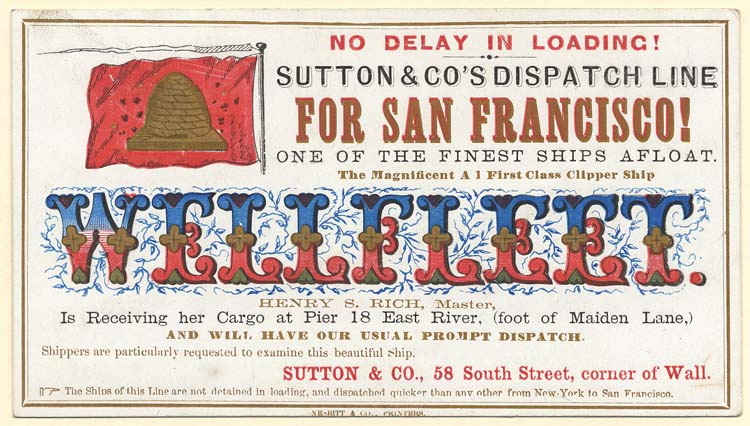 NO DELAY IN LOADING!
SUTTON & CO'S DISPATCH LINE
FOR SAN FRANCISCO!
ONE OF THE FINEST SHIPS AFLOAT.
The Magnificent A 1 First Class Clipper Ship
WELLFLEET.
HENRY S. RICH, Master,
Is Receiving her Cargo at Pier 18 East River, (foot of Maiden Lane,)
AND WILL HAVE OUR USUAL PROMPT DISPATCH.
Shippers are particularly requested to examine this beautiful Ship.
SUTTON & CO., 58 South Street, corner of Wall.
☞ The Ships of this Line are not detained in loading, and dispatched quicker than any other from New-York to San Francisco.
NESBITT & CO., PRINTERS.